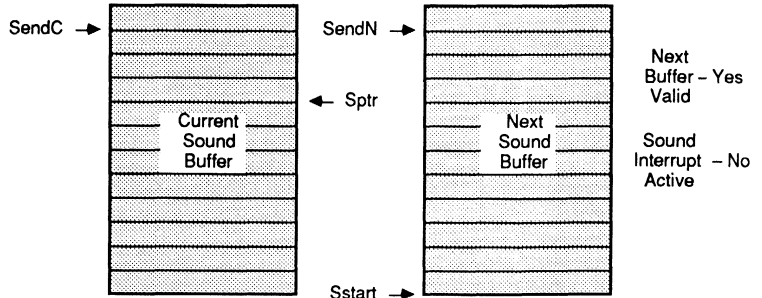 SendC
Sptr
Current
Sound
Buffer
SendN
Sstart
Next
Sound
Buffer
Next
Buffer – Yes
Valid
Sound
Interrupt – No
Active